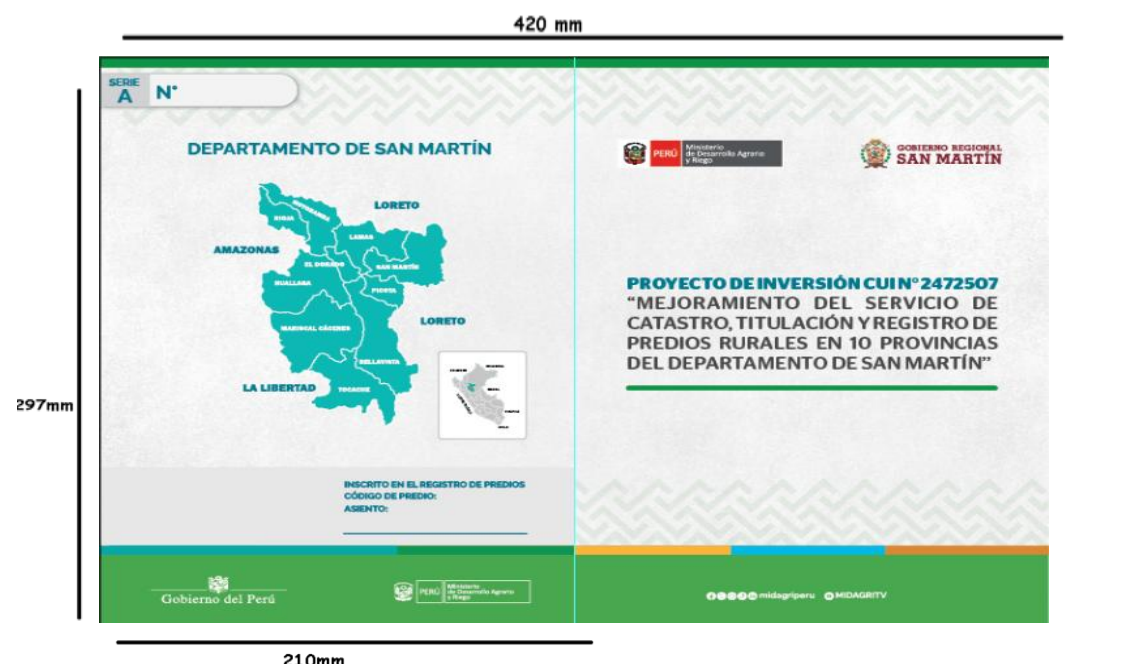 420 mm
SERIE
A
N°
DEPARTAMENTO DE SAN MARTÍN
LORETO
MOYOBAMBA
RIOJA
LAMAS
AMAZONAS
EL DORADO
SAN MARTÍN
HUALLAGA
PICOTA
LORETO
MARISCAL CÁCERES
BELLAVISTA
LA LIBERTAD
TOCACHE
297mm
INSCRITO EN EL REGISTRO DE PREDIOS
CÓDIGO DE PREDIO:
ASIENTO:
Gobierno del Perú
PERÚ
Ministerio
de Desarrollo Agrario
y Riego
210mm
PERÚ
Ministerio
de Desarrollo Agrario
y Riego
GOBIERNO REGIONAL
SAN MARTÍN
PROYECTO DE INVERSIÓN CUI N° 2472507
“MEJORAMIENTO DEL SERVICIO DE
CATASTRO, TITULACIÓN Y REGISTRO DE
PREDIOS RURALES EN 10 PROVINCIAS
DEL DEPARTAMENTO DE SAN MARTÍN”
midagriperu MIDAGRITV